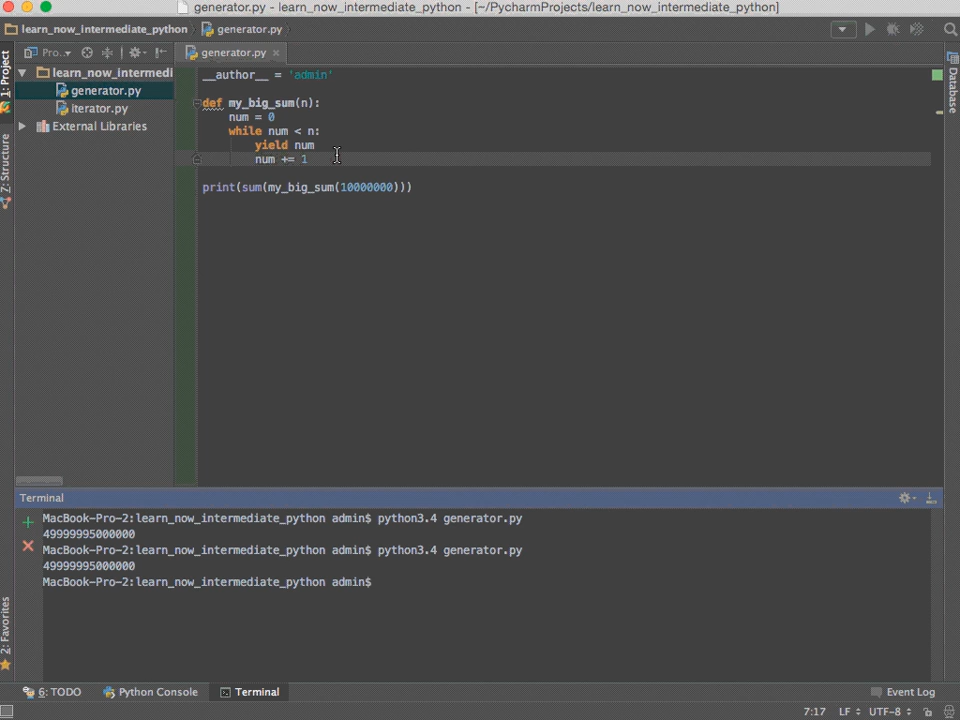 generator.py - learn_now_intermediate_python - [~/PycharmProjects/learn_now_intermediate_python]
learn_now_intermediate_python generator.py
1: Project
Pro..
generator.py
learn_now_intermedi
generator.py
iterator.py
External Libraries
__author__ = 'admin'
def my_big_sum(n):
num = 0
while num < n:
yield num
num += 1
print(sum(my_big_sum(10000000)))
Database
Z: Structure
2: Favorites
Terminal
MacBook-Pro-2:learn_now_intermediate_python admin$ python3.4 generator.py
49999995000000
MacBook-Pro-2:learn_now_intermediate_python admin$ python3.4 generator.py
49999995000000
MacBook-Pro-2:learn_now_intermediate_python admin$
6: TODO Python Console Terminal Event Log
7:17 LF UTF-8